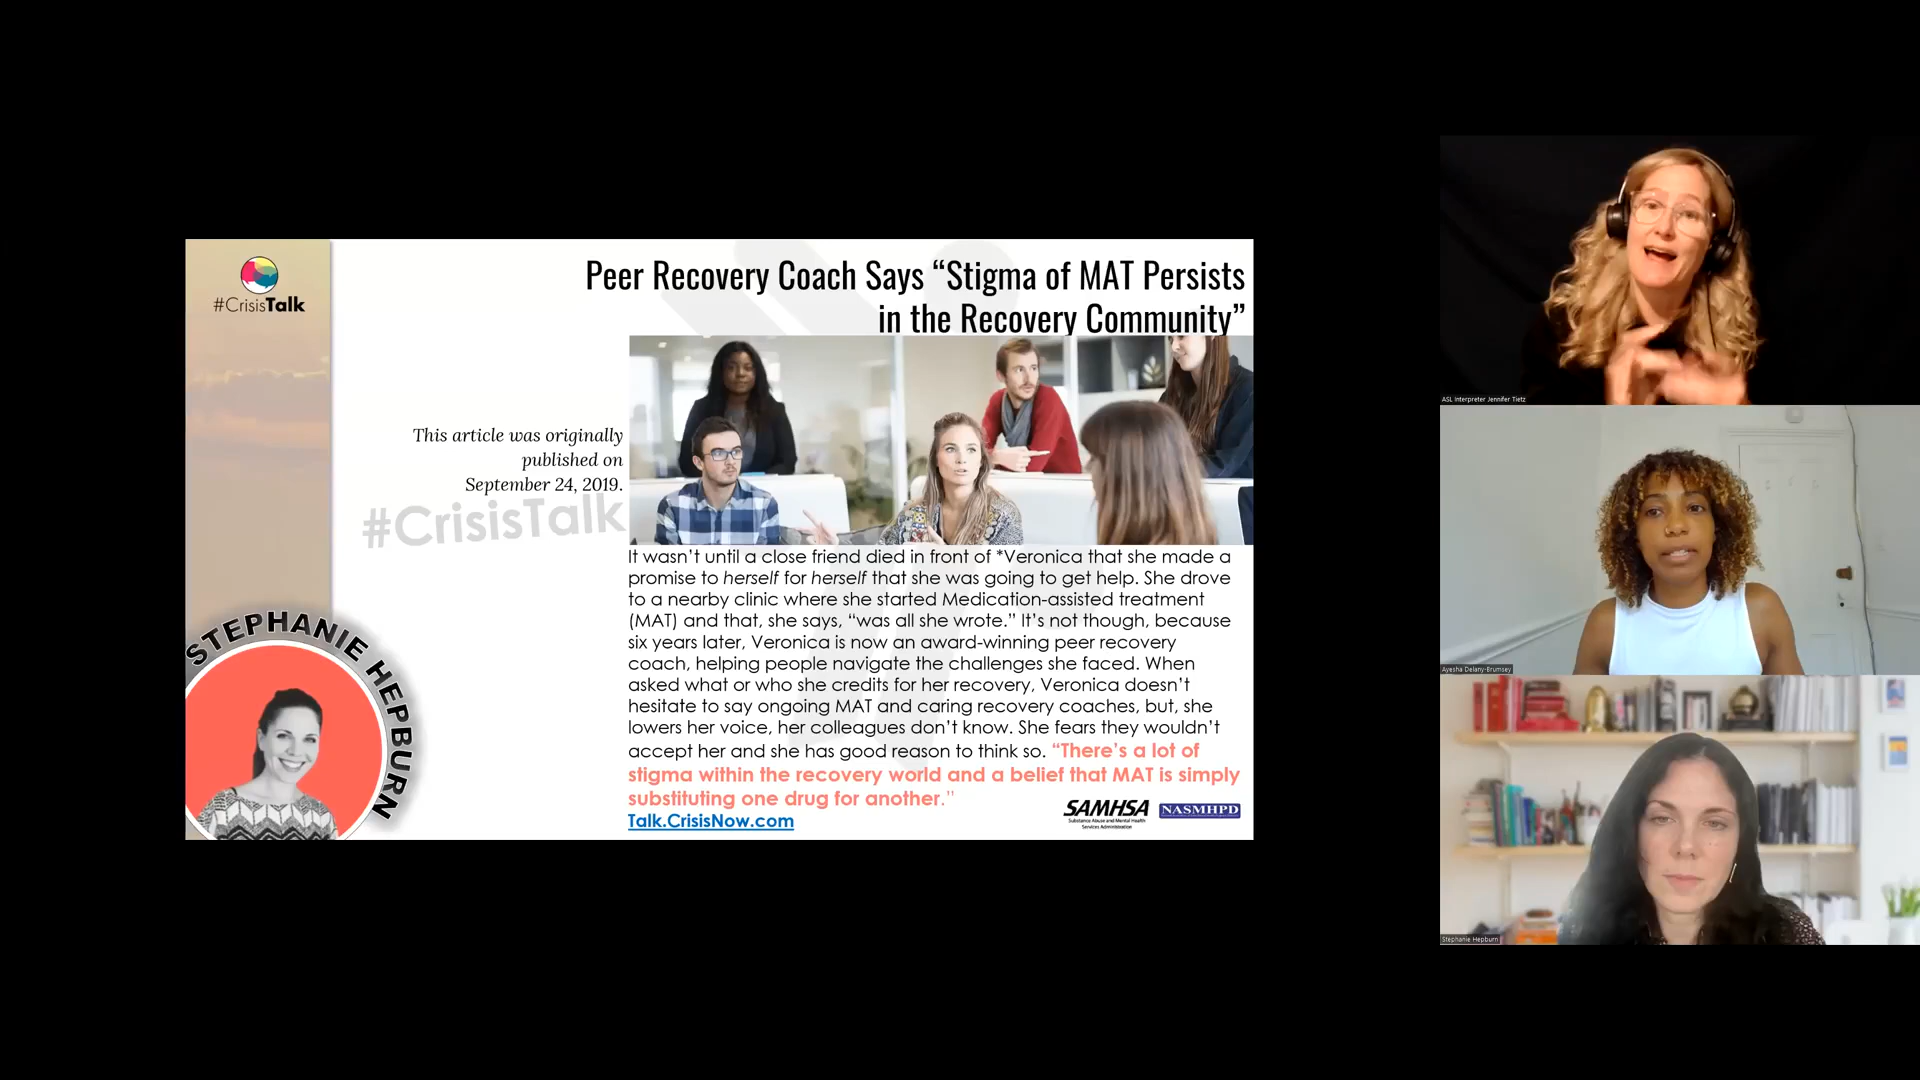 #CrisisTalk
Peer Recovery Coach Says “Stigma of MAT Persists
in the Recovery Community”
This article was originally
published on
September 24, 2019.
#CrisisTalk
It wasn’t until a close friend died in front of *Veronica that she made a
promise to herself for herself that she was going to get help. She drove
to a nearby clinic where she started Medication-assisted treatment
(MAT) and that, she says, “was all she wrote.” It’s not though, because
six years later, Veronica is now an award-winning peer recovery
coach, helping people navigate the challenges she faced. When
asked what or who she credits for her recovery, Veronica doesn’t
hesitate to say ongoing MAT and caring recovery coaches, but, she
lowers her voice, her colleagues don’t know. She fears they wouldn’t
accept her and she has good reason to think so. “There’s a lot of
stigma within the recovery world and a belief that MAT is simply
substituting one drug for another.”
Talk.CrisisNow.com
SAMHSA
Substance Abuse and Mental Health
Services Administration
NASMHPD
STEPHANIE HEPBURN
ASL Interpreter Jennifer Tietz
Ayesha Delany-Brumsey
Stephanie Hepburn